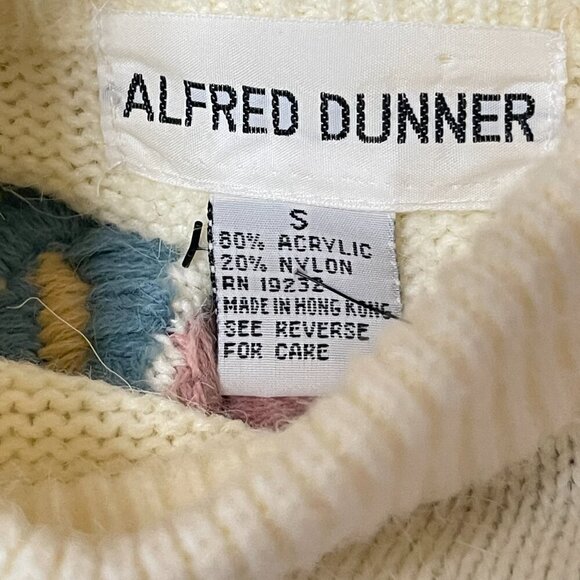 ALFRED DUNNER
S
80% ACRYLIC
20% NYLON
RN 19232
MADE IN HONG KONG
SEE REVERSE
FOR CARE